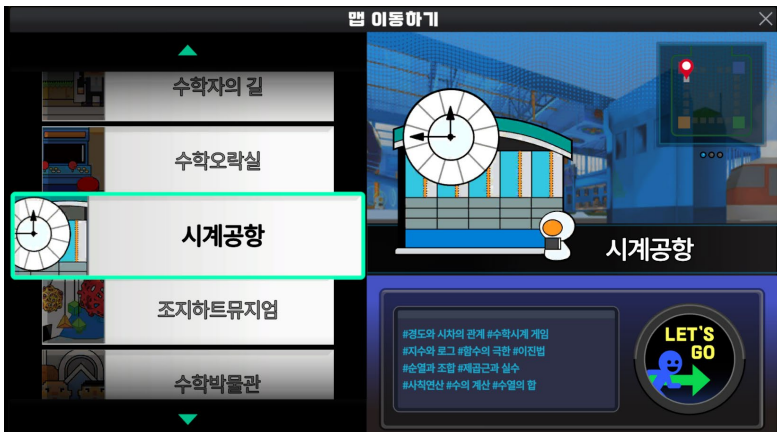 맵 이동하기
수학자의 길
수학오락실
시계공항
조지하트뮤지엄
수학박물관
시계공항
#경도와 시차의 관계 #수학시계 게임
#지수와 로그 #함수의 극한 #이진법
#순열과 조합 #제곱근과 실수
#사칙연산 #수의 계산 #수열의 합
LET'S
GO